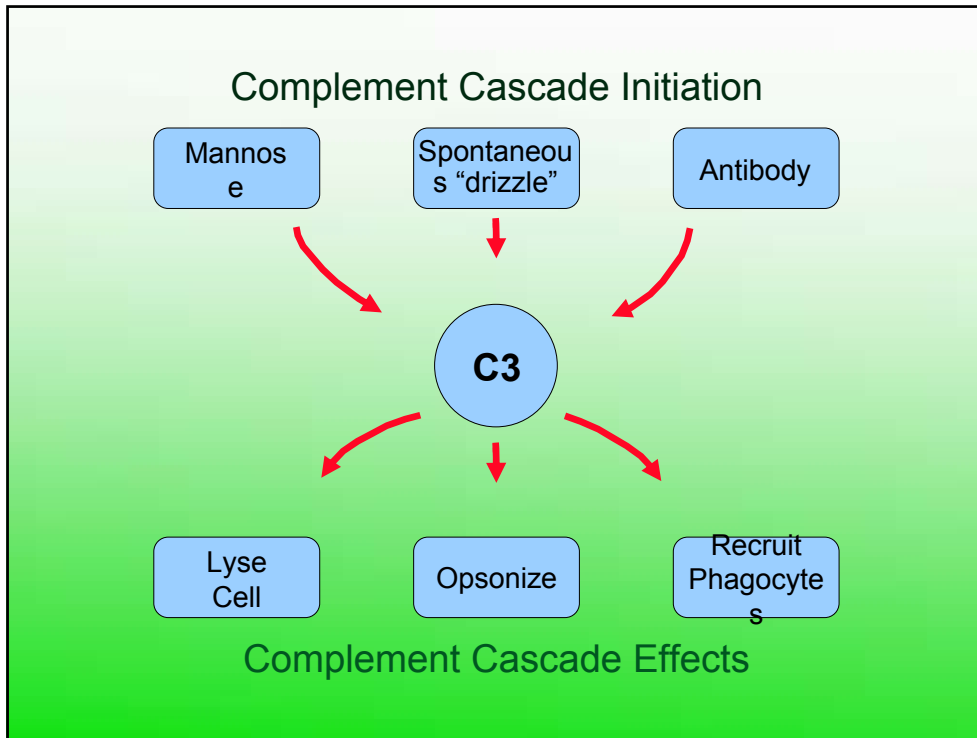 Complement Cascade Initiation
Mannos
e
Spontaneou
s “drizzle”
Antibody
C3
Lyse
Cell
Opsonize
Recruit
Phagocyte
s
Complement Cascade Effects